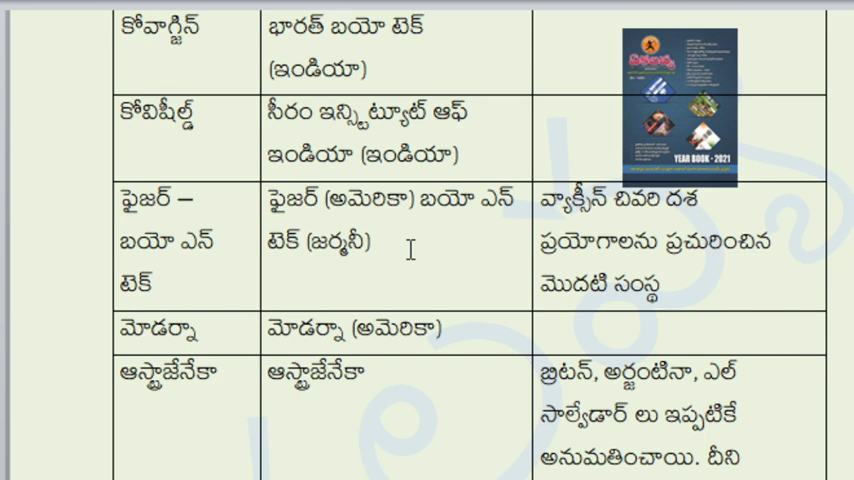 కోవాగ్జిన్ భారత్ బయో టెక్
(ఇండియా)
YEAR BOOK - 2021
కోవిషీల్డ్ సీరం ఇన్స్టిట్యూట్ ఆఫ్
ఇండియా (ఇండియా)
ఫైజర్ – ఫైజర్ (అమెరికా) బయో ఎన్ వ్యాక్సీన్ చివరి దశ
బయో ఎన్ టెక్ (జర్మనీ) ప్రయోగాలను ప్రచురించిన
టెక్ మొదటి సంస్థ
మోడర్నా మోడర్నా (అమెరికా)
ఆస్ట్రాజేనేకా ఆస్ట్రాజేనేకా బ్రిటన్, అర్జంటినా, ఎల్
సాల్వేడార్ లు ఇప్పటికే
అనుమతించాయి. దీని